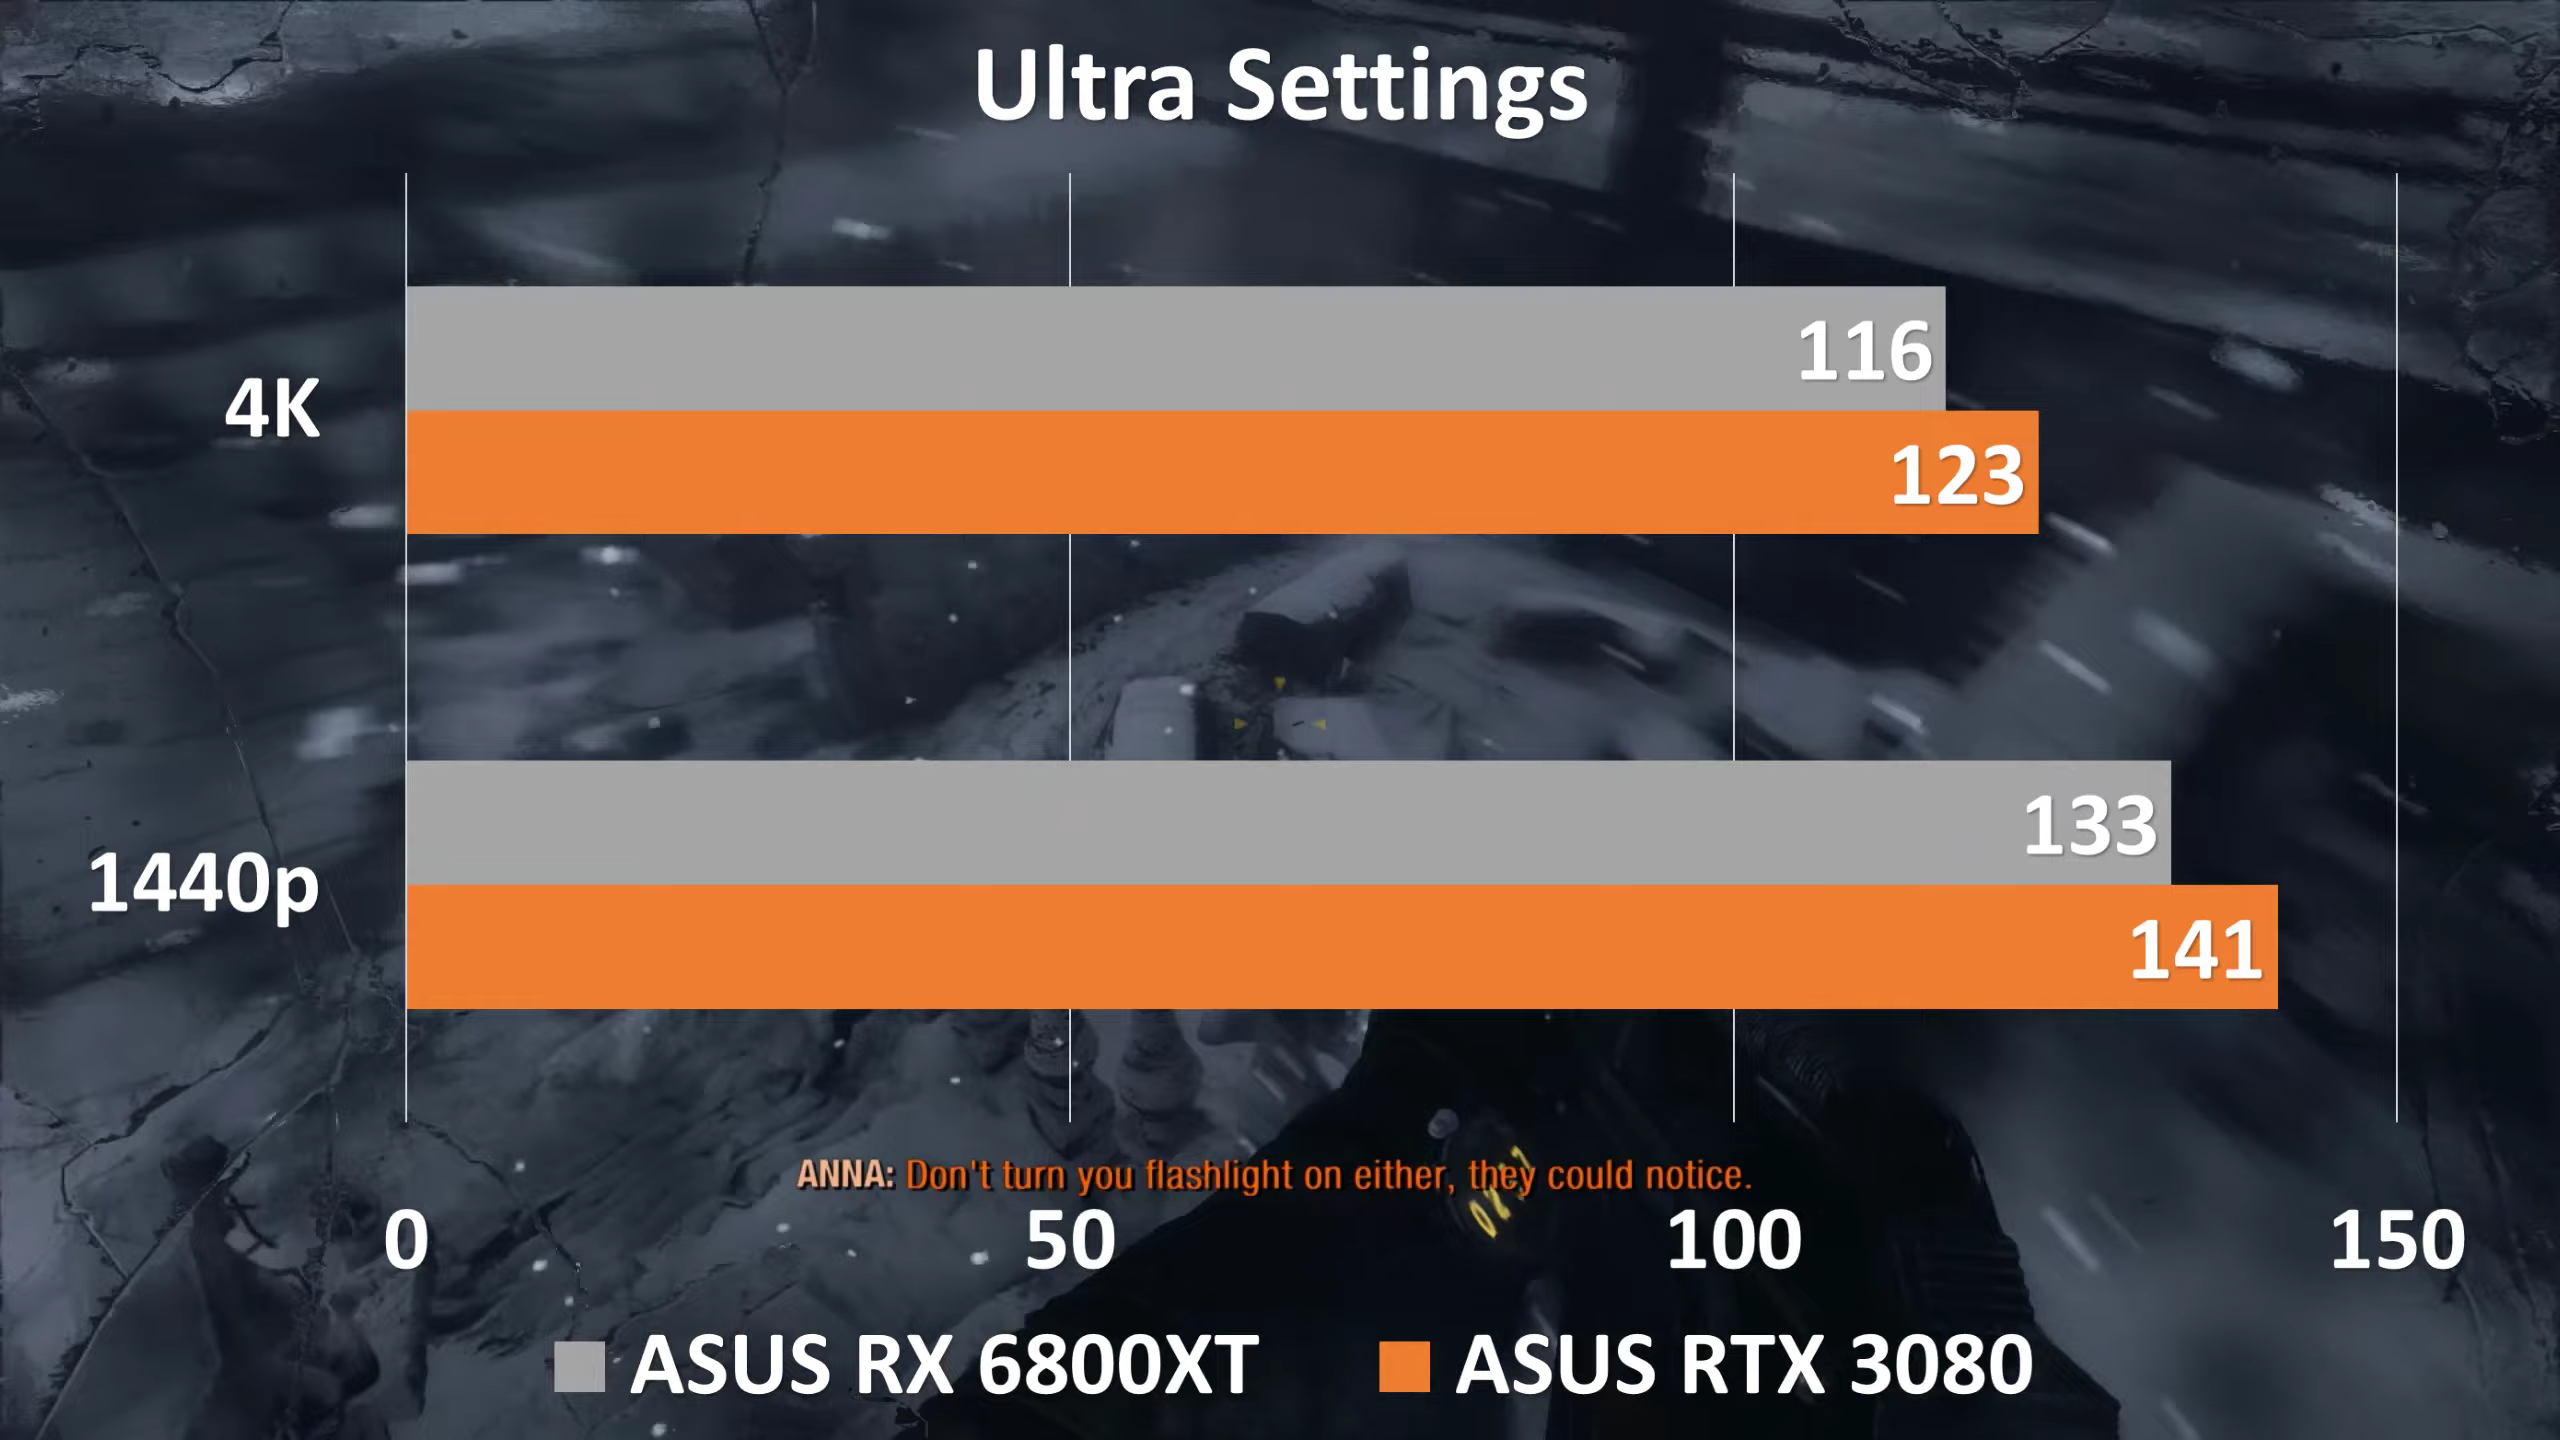 Ultra Settings
4K
116
123
1440p
133
141
ANNA: Don't turn you flashlight on either, they could notice.
0
50
100
150
ASUS RX 6800XT
ASUS RTX 3080